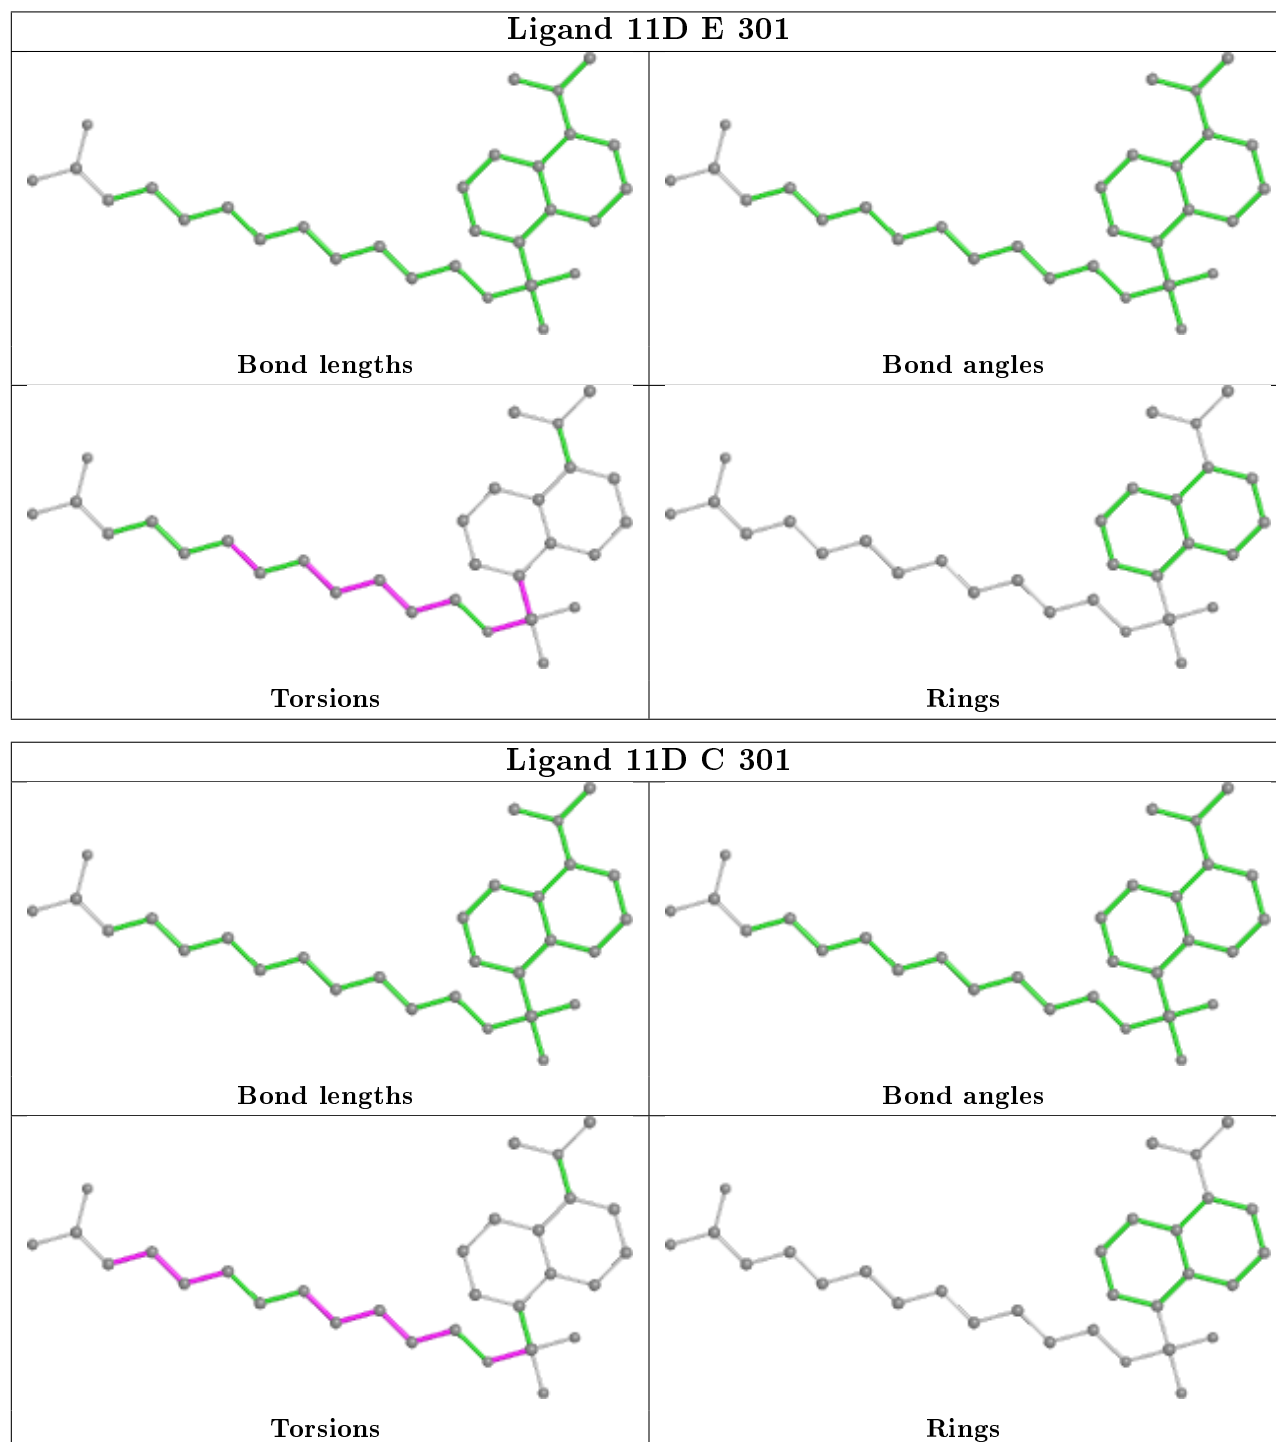 Ligand 11D E 301
Bond lengths
Bond angles
Torsions
Rings
Ligand 11D C 301
Bond lengths
Bond angles
Torsions
Rings